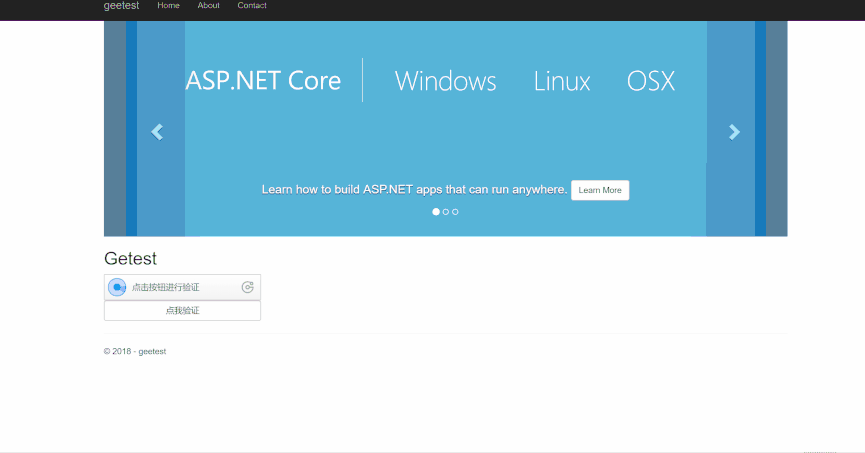 geetest Home About Contact
ASP.NET Core Windows Linux OSX
Learn how to build ASP.NET apps that can run anywhere. Learn More
Getest
点击按钮进行验证
点我验证
© 2018 - geetest